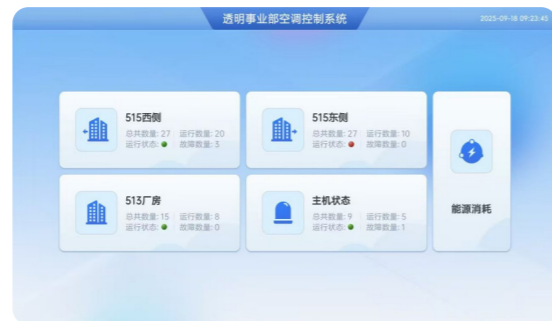 透明事业部空调控制系统
2023-09-18 09:23:45
515西侧
总共数量: 27 运行数量: 20
运行状态: 故障数量: 3
515东侧
总共数量: 27 运行数量: 10
运行状态: 故障数量: 0
513厂房
总共数量: 15 运行数量: 8
运行状态: 故障数量: 0
主机状态
总共数量: 9 运行数量: 5
运行状态: 故障数量: 1
能源消耗